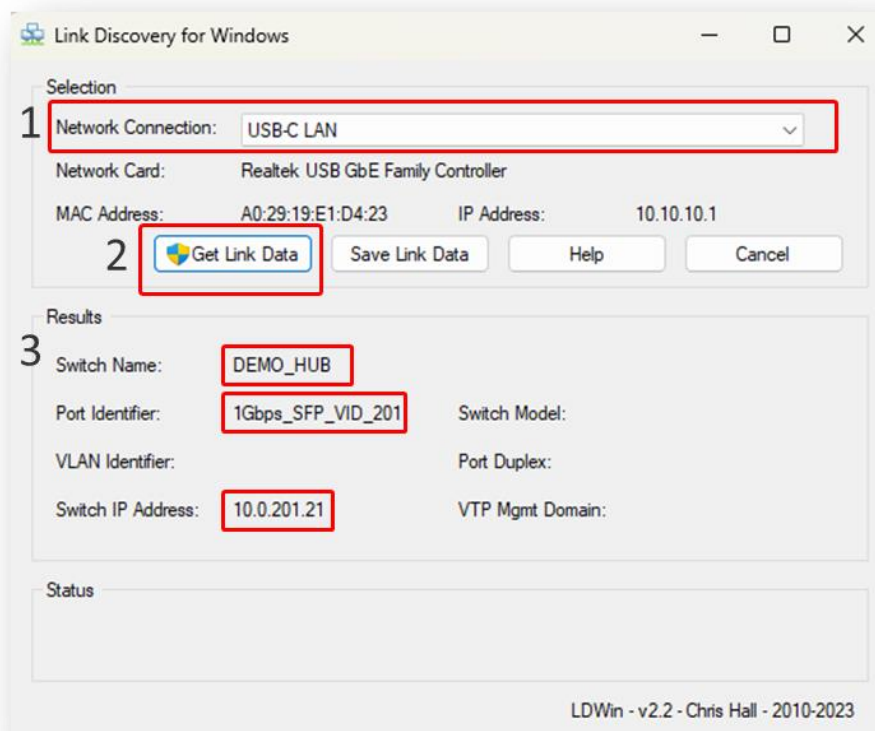 Link Discovery for Windows
Selection
1
Network Connection: USB-C LAN
Network Card: Realtek USB GbE Family Controller
MAC Address: A0:29:19:E1:D4:23 IP Address: 10.10.10.1
2 Get Link Data Save Link Data Help Cancel
Results
3
Switch Name: DEMO_HUB
Port Identifier: 1Gbps_SFP_VID_201 Switch Model:
VLAN Identifier: Port Duplex:
Switch IP Address: 10.0.201.21 VTP Mgmt Domain:
Status
LDWin - v2.2 - Chris Hall - 2010-2023